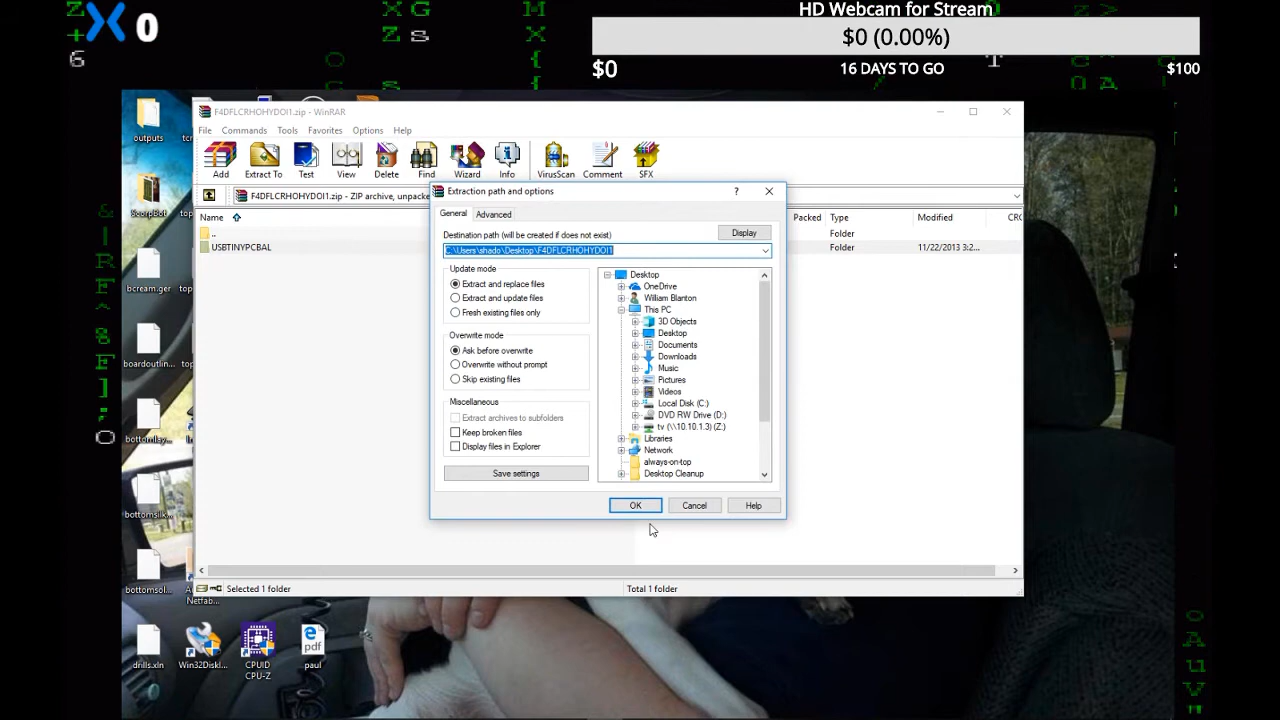 HD Webcam for Stream
$0 (0.00%)
$0
16 DAYS TO GO
$100
0
F4DFLCRHOHYDOI1.zip - WinRAR
File Commands Tools Favorites Options Help
Add Extract To Test View Delete Find Wizard Info VirusScan Comment SFX
F4DFLCRHOHYDOI1.zip - ZIP archive, unpacke
Name Packed Type Modified CRC
.. Folder
USBTINYPCBAL Folder 11/22/2013 3:2...
Extraction path and options
General Advanced
Destination path (will be created if does not exist)
Display
C:\Users\shado\Desktop\F4DFLCRHOHYDOI1
Update mode
Extract and replace files
Extract and update files
Fresh existing files only
Overwrite mode
Ask before overwrite
Overwrite without prompt
Skip existing files
Miscellaneous
Extract archives to subfolders
Keep broken files
Display files in Explorer
Save settings
Desktop
OneDrive
William Blanton
This PC
3D Objects
Desktop
Documents
Downloads
Music
Pictures
Videos
Local Disk (C:)
DVD RW Drive (D:)
tv (\\10.10.1.3) (Z:)
Libraries
Network
always-on-top
Desktop Cleanup
OK Cancel Help
Selected 1 folder
Total 1 folder
outputs
ScorpBot
bcream.ger
boardoutlin...
bottomlay...
bottomsilk...
bottomsol...
Netfab...
drills.xln
Win32Diskl...
CPUID
CPU-Z
pdf
paul